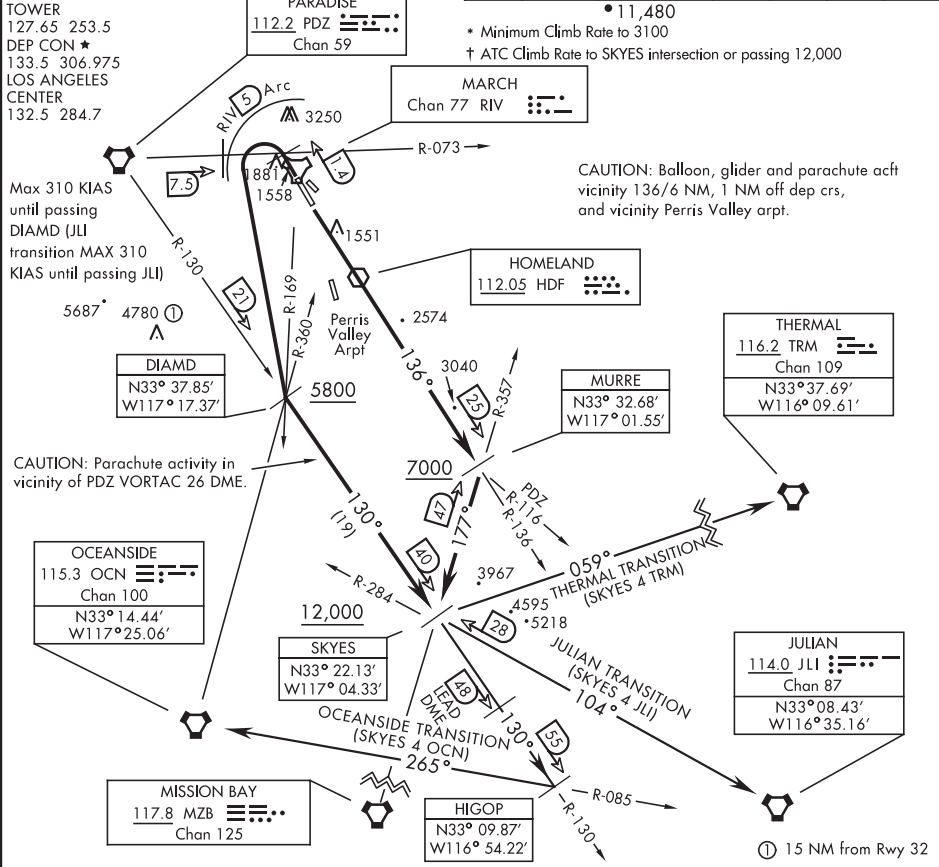 TOWER
127.65 253.5
DEP CON ★
133.5 306.975
LOS ANGELES
CENTER
132.5 284.7
PARADISE
112.2 PDZ
Chan 59
• 11,480
* Minimum Climb Rate to 3100
† ATC Climb Rate to SKYES intersection or passing 12,000
MARCH
Chan 77 RIV
RIV 5 Arc
3250
7.5
1881
1558
1.4
R-073
CAUTION: Balloon, glider and parachute acft
vicinity 136/6 NM, 1 NM off dep crs,
and vicinity Perris Valley arpt.
Max 310 KIAS
until passing
DIAMD (JLI
transition MAX 310
KIAS until passing JLI)
R-130
21
R-169
R-360
1551
HOMELAND
112.05 HDF
5687
4780 ①
Perris
Valley
Arpt
2574
136°
3040
25
R-357
THERMAL
116.2 TRM
Chan 109
N33° 37.69'
W116° 09.61'
DIAMD
N33° 37.85'
W117° 17.37'
5800
MURRE
N33° 32.68'
W117° 01.55'
CAUTION: Parachute activity in
vicinity of PDZ VORTAC 26 DME.
7000
130°
(19)
47
177°
PDZ
R-116
R-136
40
OCEANSIDE
115.3 OCN
Chan 100
N33° 14.44'
W117° 25.06'
R-284
3967
059°
THERMAL TRANSITION
(SKYES 4 TRM)
12,000
SKYES
N33° 22.13'
W117° 04.33'
28
4595
5218
JULIAN TRANSITION
(SKYES 4 JLI)
104°
JULIAN
114.0 JLI
Chan 87
N33° 08.43'
W116° 35.16'
48
LEAD
DME
130°
55
OCEANSIDE TRANSITION
(SKYES 4 OCN)
265°
MISSION BAY
117.8 MZB
Chan 125
HIGOP
N33° 09.87'
W116° 54.22'
R-085
R-130
① 15 NM from Rwy 32